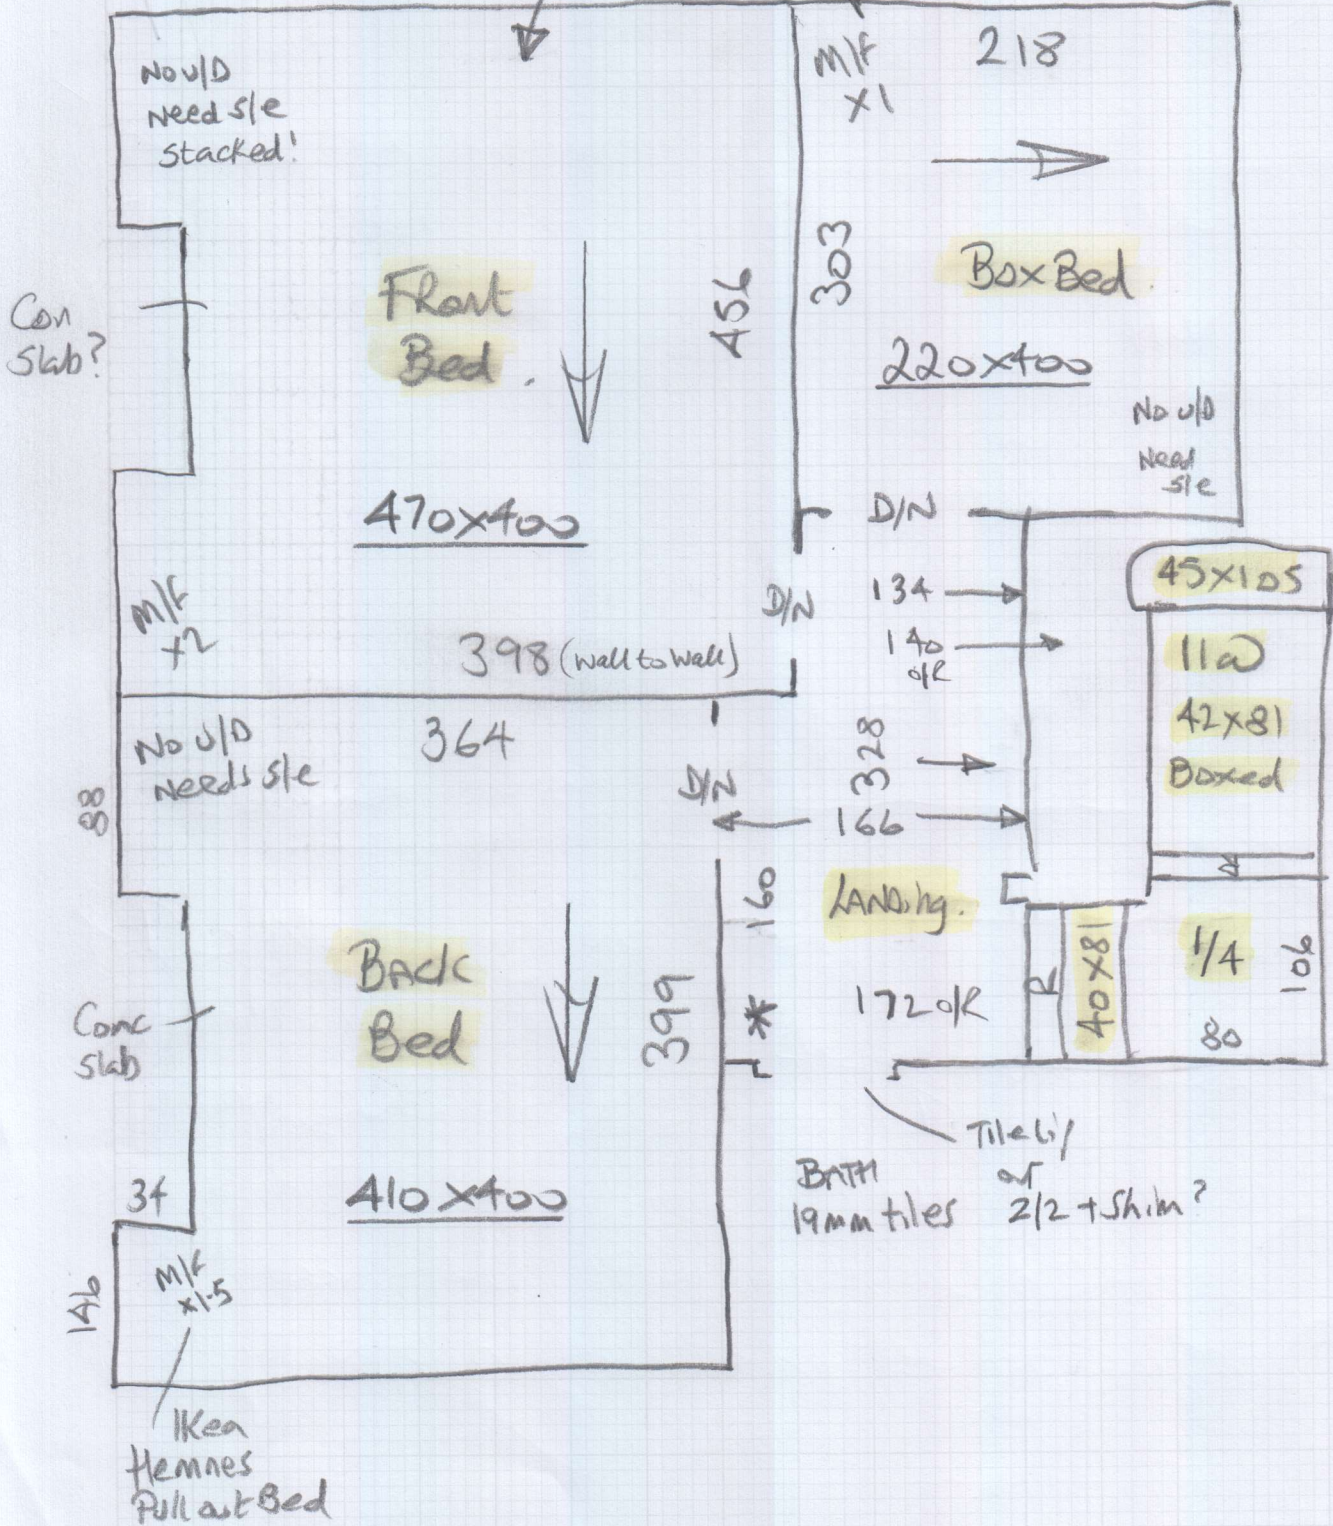 No u/D
Need s/e
stacked!
M/F
x1
218
Con
Slab?
Front
Bed.
456
303
Box Bed.
220x400
No u/D
Need
s/e
470x400
D/N
M/F
x2
398 (wall to wall)
D/N
134
140
o/R
45x105
11@
42x81
Boxed
No U/D
Needs s/e
364
88
D/N
328
166
160
LANDing.
Back
Bed
399
Conc
slab
*
172 o/R
R
40x81
1/4
106
80
34
410x400
BATH
19mm tiles
or
2/2 + Shim?
146
M/F
x1.5
IKea
Hemnes
Pull out Bed